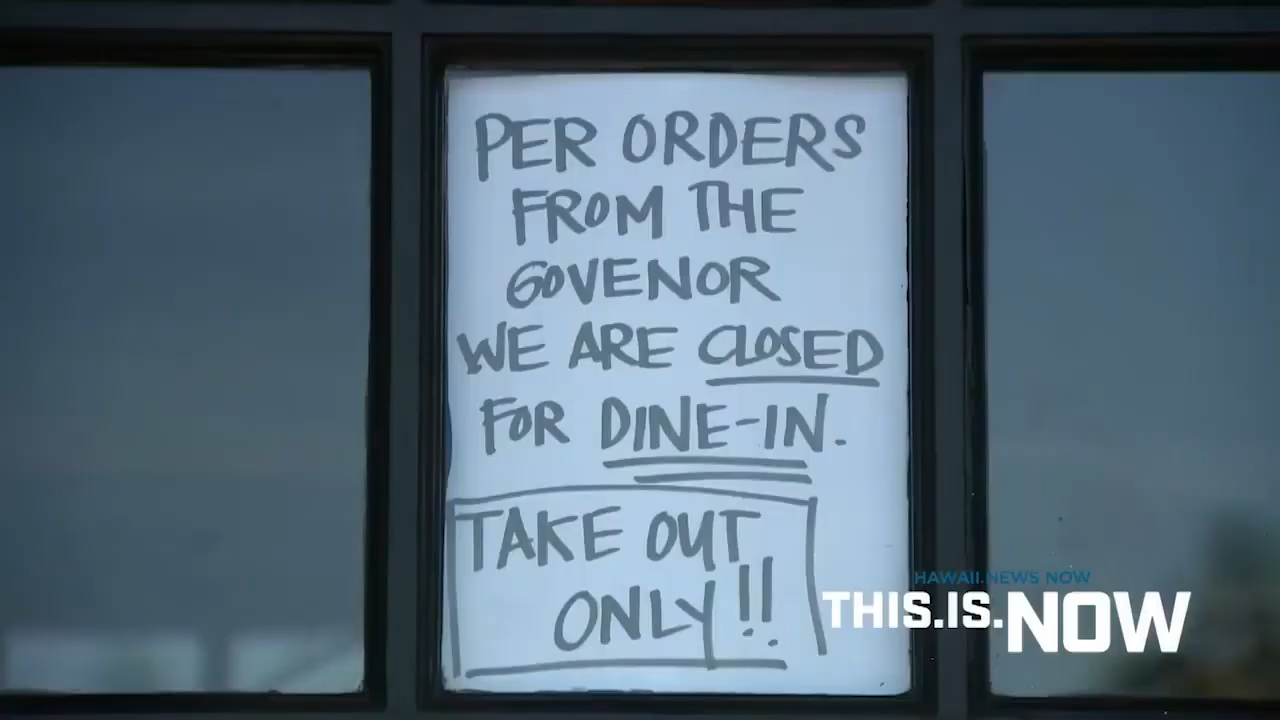 PER ORDERS
FROM THE
GOVENOR
WE ARE CLOSED
FOR DINE-IN.
TAKE OUT
ONLY!!
HAWAII NEWS NOW
THIS.IS.NOW